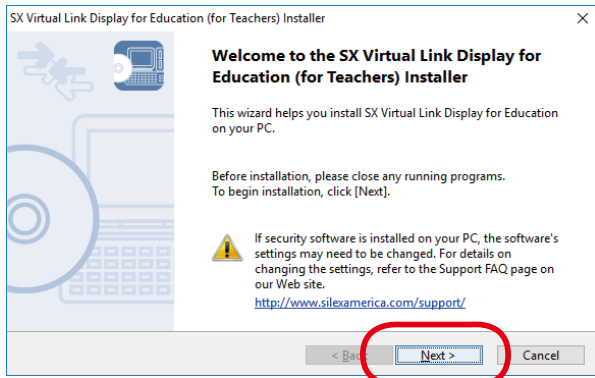 SX Virtual Link Display for Education (for Teachers) Installer
Welcome to the SX Virtual Link Display for
Education (for Teachers) Installer
This wizard helps you install SX Virtual Link Display for Education
on your PC.
Before installation, please close any running programs.
To begin installation, click [Next].
If security software is installed on your PC, the software's
settings may need to be changed. For details on
changing the settings, refer to the Support FAQ page on
our Web site.
http://www.silexamerica.com/support/
< Back Next > Cancel